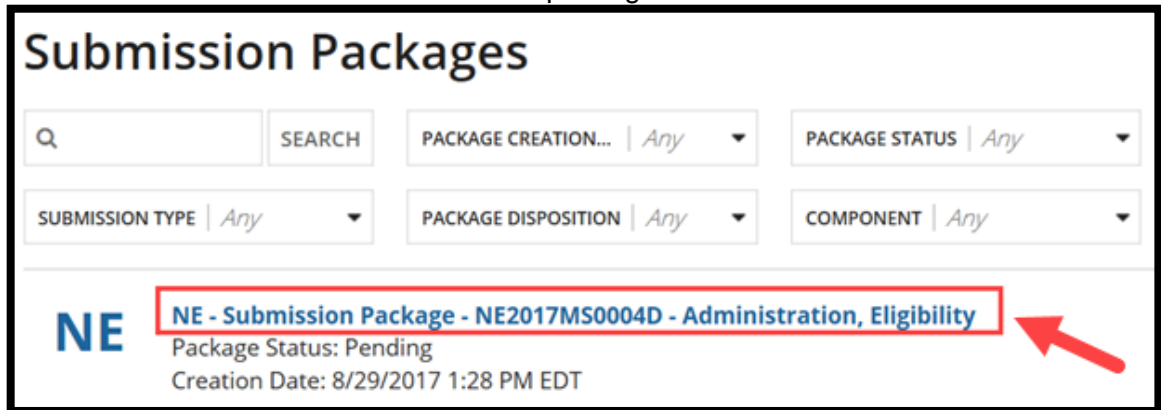 Submission Packages
SEARCH PACKAGE CREATION... | Any PACKAGE STATUS | Any
SUBMISSION TYPE | Any PACKAGE DISPOSITION | Any COMPONENT | Any
NE NE - Submission Package - NE2017MS0004D - Administration, Eligibility
Package Status: Pending
Creation Date: 8/29/2017 1:28 PM EDT